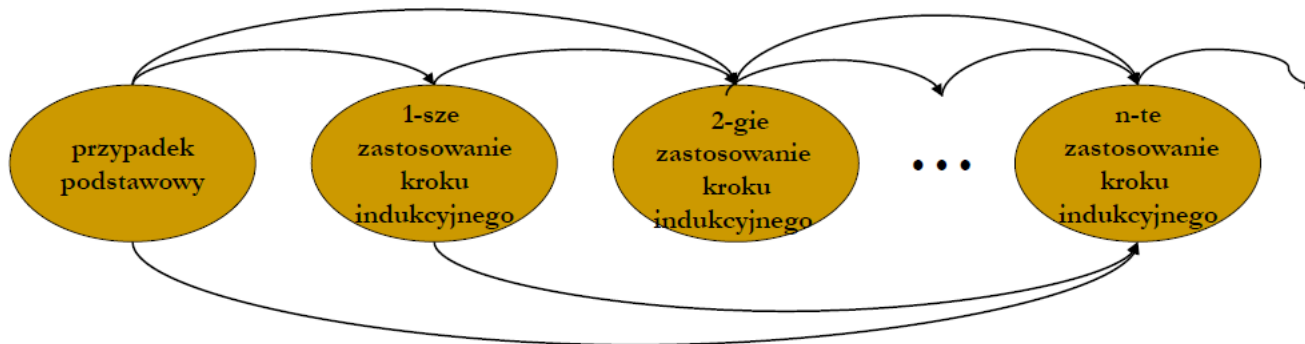 przypadek
podstawowy
1-sze
zastosowanie
kroku
indukcyjnego
2-gie
zastosowanie
kroku
indukcyjnego
• • •
n-te
zastosowanie
kroku
indukcyjnego